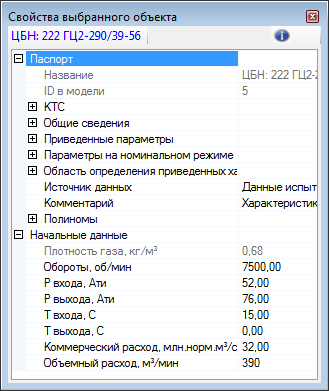 Свойства выбранного объекта
ЦБН: 222 ГЦ2-290/39-56
Паспорт
Название ЦБН: 222 ГЦ2-2
ID в модели 5
КТС
Общие сведения
Приведенные параметры
Параметры на номинальном режиме
Область определения приведенных ха
Источник данных Данные испыт
Комментарий Характеристик
Полиномы
Начальные данные
Плотность газа, кг/м³ 0,68
Обороты, об/мин 7500,00
Р входа, Ати 52,00
Р выхода, Ати 76,00
Т входа, С 15,00
Т выхода, С 0,00
Коммерческий расход, млн.норм.м³/с 32,00
Объемный расход, м³/мин 390